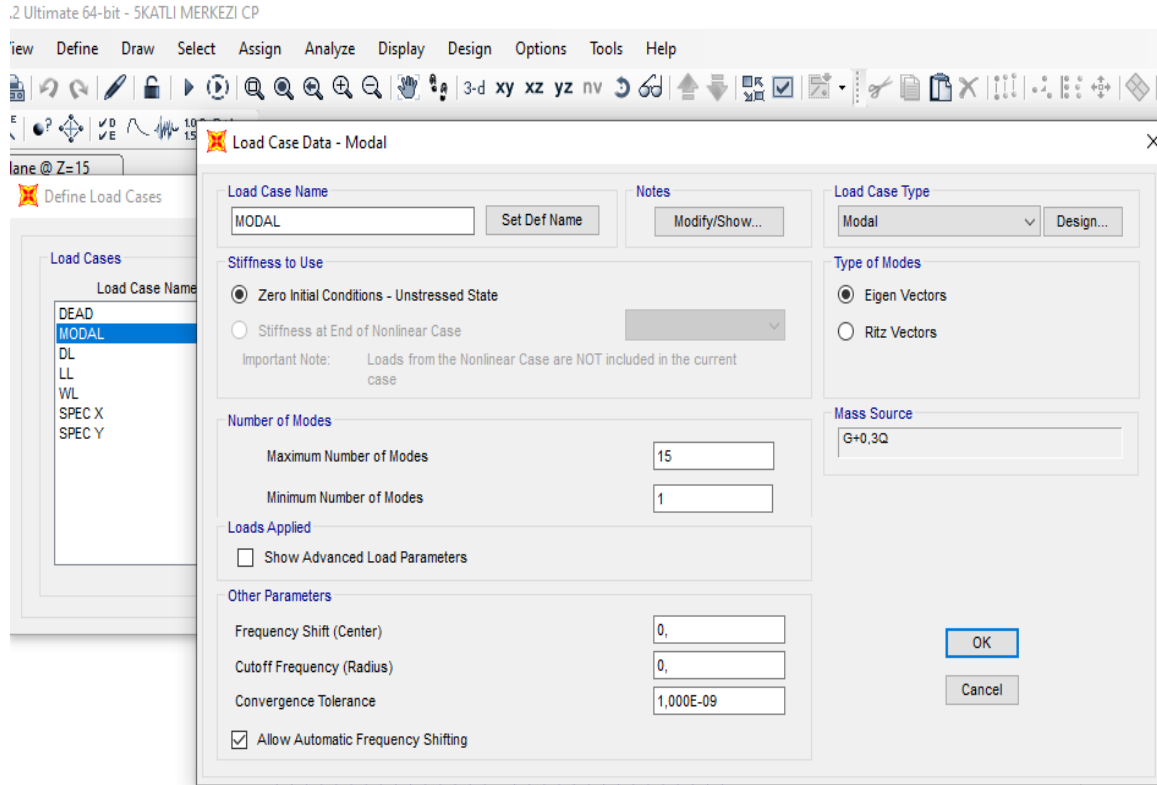 .2 Ultimate 64-bit - 5KATLI MERKEZI CP
Define Draw Select Assign Analyze Display Design Options Tools Help
3-d xy xz yz nv
lane @ Z=15
Define Load Cases
Load Cases
Load Case Name
DEAD
MODAL
DL
LL
WL
SPEC X
SPEC Y
Load Case Data - Modal
Load Case Name
MODAL
Set Def Name
Notes
Modify/Show...
Load Case Type
Modal
Design...
Stiffness to Use
Zero Initial Conditions - Unstressed State
Stiffness at End of Nonlinear Case
Important Note: Loads from the Nonlinear Case are NOT included in the current
case
Type of Modes
Eigen Vectors
Ritz Vectors
Number of Modes
Maximum Number of Modes 15
Minimum Number of Modes 1
Mass Source
G+0,3Q
Loads Applied
Show Advanced Load Parameters
Other Parameters
Frequency Shift (Center) 0,
Cutoff Frequency (Radius) 0,
Convergence Tolerance 1,000E-09
Allow Automatic Frequency Shifting
OK
Cancel